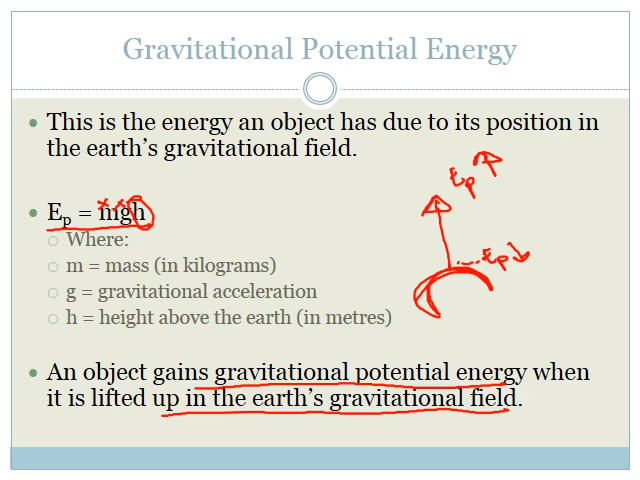 Gravitational Potential Energy
This is the energy an object has due to its position in
the earth's gravitational field.
Ep ↑
Ep = mgh
Where:
Ep ↓
m = mass (in kilograms)
g = gravitational acceleration
h = height above the earth (in metres)
An object gains gravitational potential energy when
it is lifted up in the earth's gravitational field.